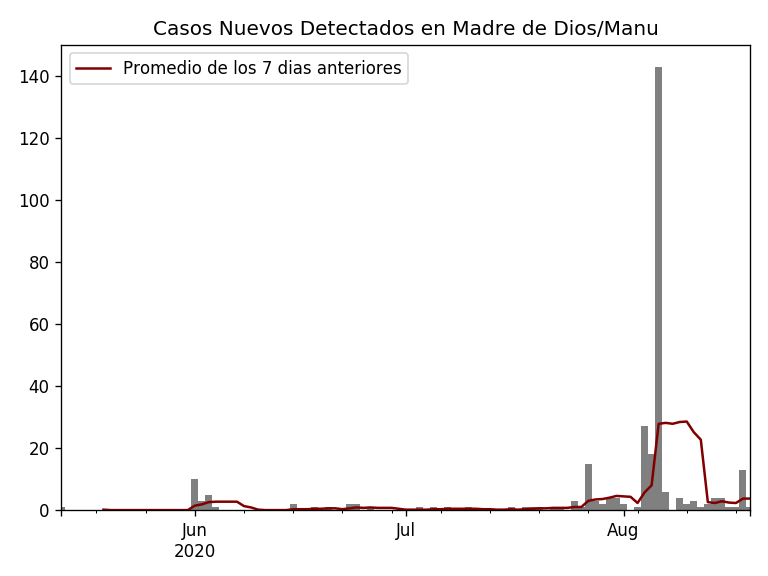 Casos Nuevos Detectados en Madre de Dios/Manu
Promedio de los 7 dias anteriores
140
120
100
80
60
40
20
0
Jun
2020
Jul
Aug